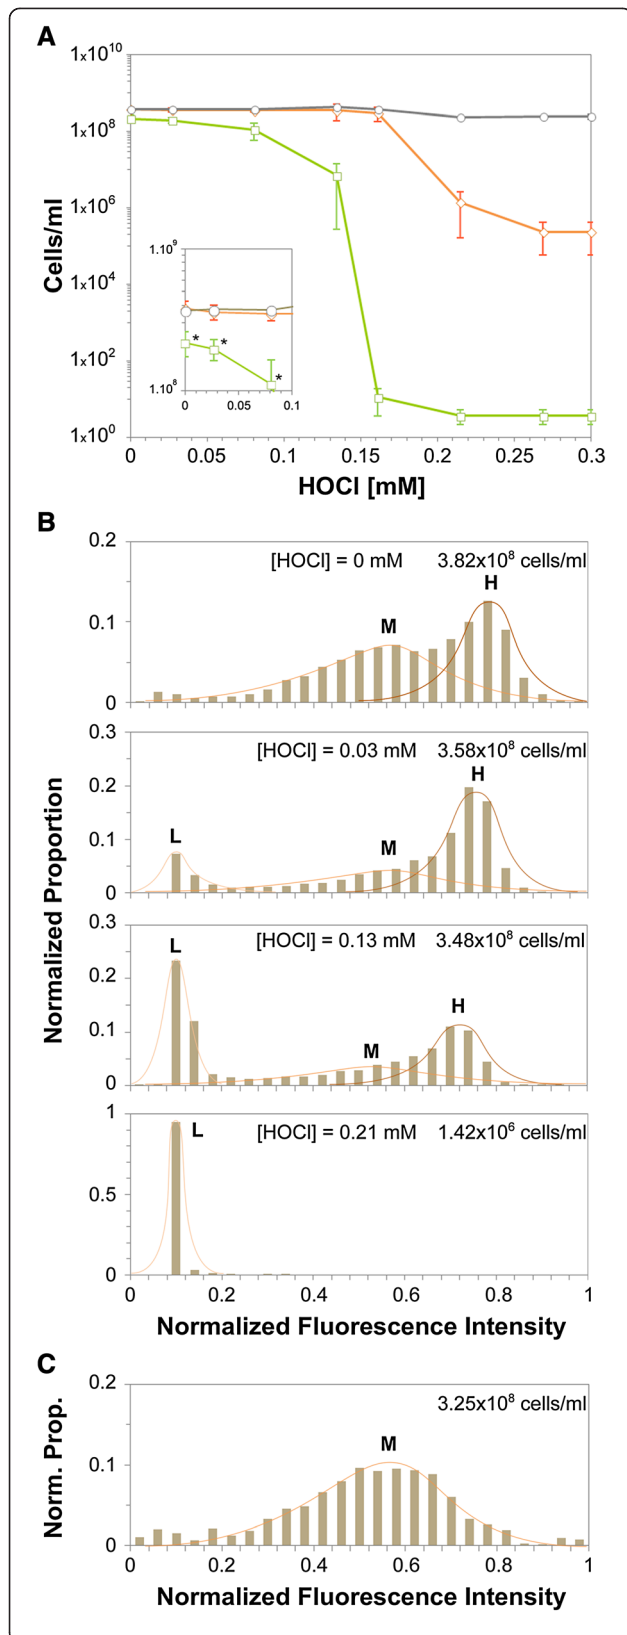 A
1x10^10
1x10^8
1x10^6
1x10^4
1x10^2
1x10^0
Cells/ml
1.10^9
1.10^8
* * *
0 0.05 0.1
0 0.05 0.1 0.15 0.2 0.25 0.3
HOCl [mM]
B
Normalized Proportion
0.2
0.1
0
[HOCl] = 0 mM 3.82x10^8 cells/ml
M
H
0.3
0.2
0.1
0
[HOCl] = 0.03 mM 3.58x10^8 cells/ml
L
M
H
0.3
0.2
0.1
0
[HOCl] = 0.13 mM 3.48x10^8 cells/ml
L
M
H
1
0.5
0
[HOCl] = 0.21 mM 1.42x10^6 cells/ml
L
0 0.2 0.4 0.6 0.8 1
Normalized Fluorescence Intensity
C
Norm. Prop.
0.2
0.1
0
3.25x10^8 cells/ml
M
0 0.2 0.4 0.6 0.8 1
Normalized Fluorescence Intensity